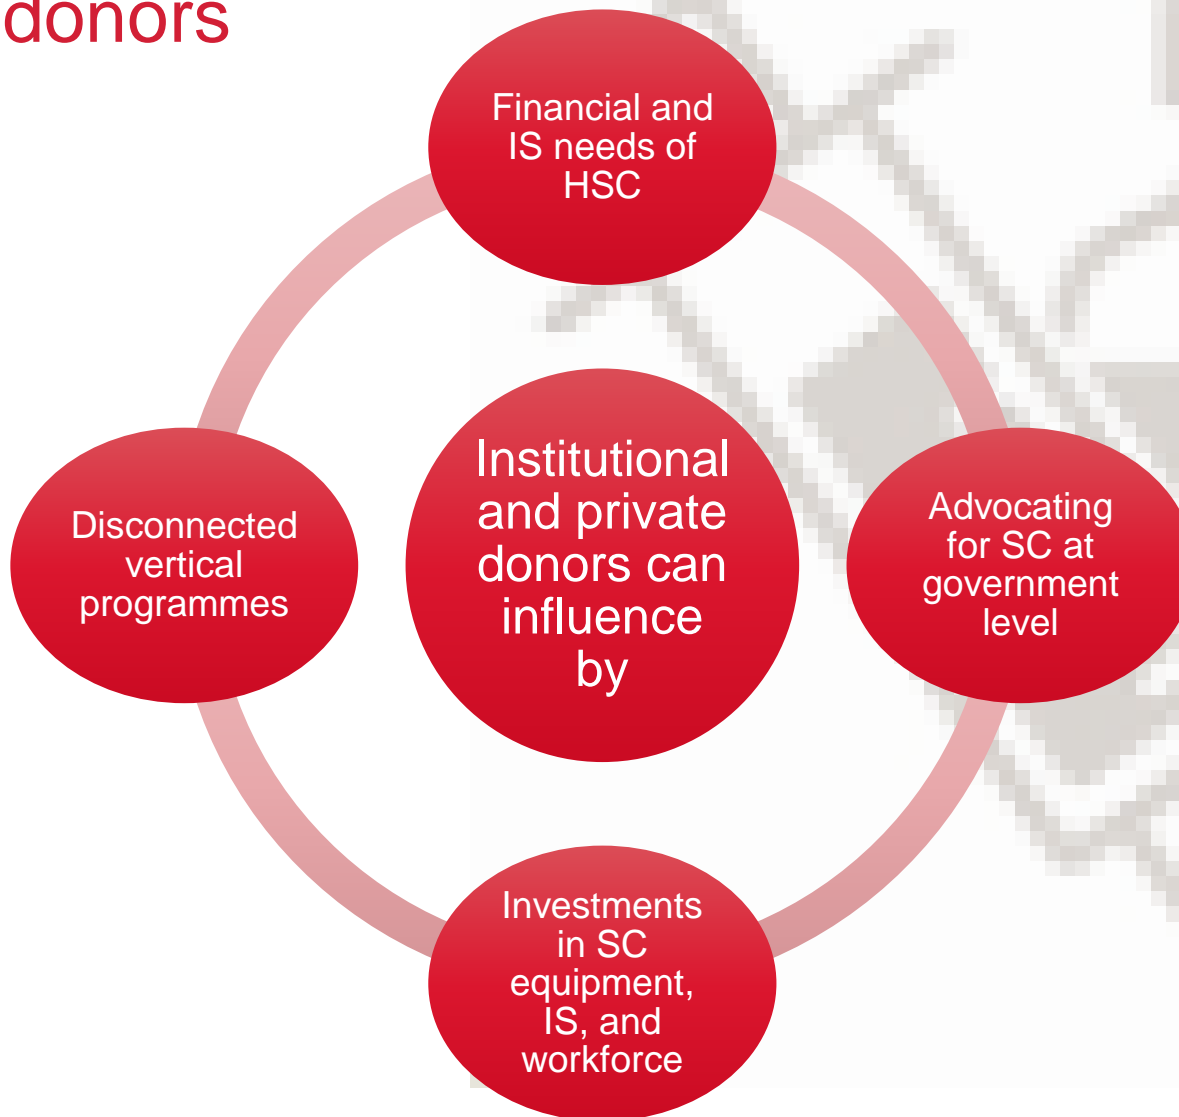 donors
Financial and
IS needs of
HSC
Institutional
and private
donors can
influence
by
Advocating
for SC at
government
level
Disconnected
vertical
programmes
Investments
in SC
equipment,
IS, and
workforce